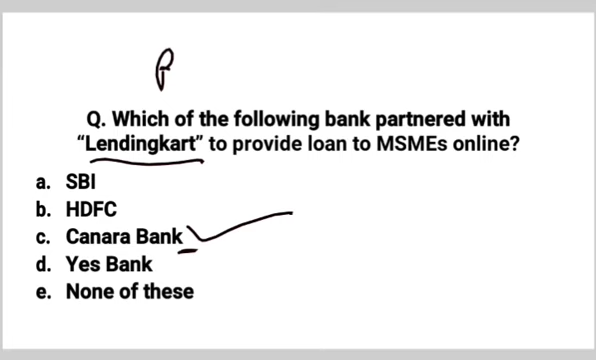 Q. Which of the following bank partnered with
“Lendingkart” to provide loan to MSMEs online?
a. SBI
b. HDFC
c. Canara Bank
d. Yes Bank
e. None of these